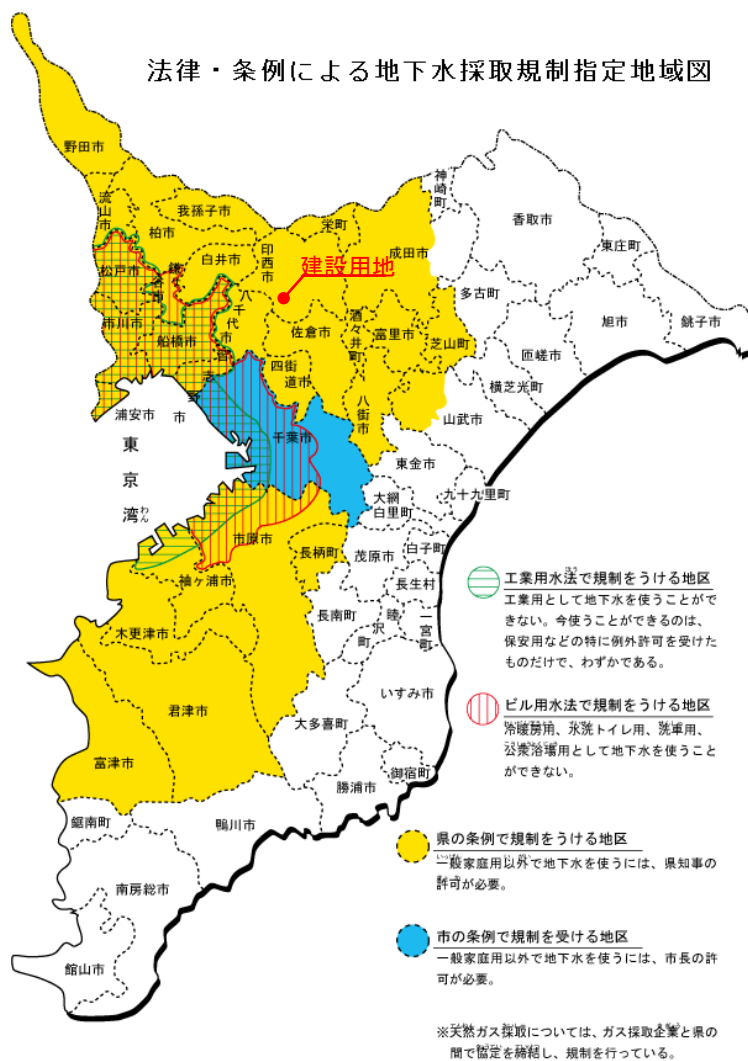 法律・条例による地下水採取規制指定地域図
野田市
流山市
柏市
我孫子市
栄町
神崎町
香取市
東庄町
成田市
白井市
印西市
建設用地
松戸市
鎌
谷市
多古町
旭市
銚子市
市川市
船橋市
八千代市
佐倉市
酒々井町
富里市
芝山町
匝瑳市
横芝光町
習志野市
四街道市
八街市
山武市
浦安市
千葉市
東京湾
わん
東金市
大網白里町
九十九里町
市原市
長柄町
茂原市
白子町
長生村
袖ヶ浦市
長南町
睦沢町
一宮町
木更津市
いすみ市
君津市
大多喜町
富津市
御宿町
勝浦市
鋸南町
鴨川市
南房総市
館山市
工業用水法で規制をうける地区
工業用として地下水を使うことがで
きない。今使うことができるのは、
保安用などの特に例外許可を受けた
ものだけで、わずかである。
ビル用水法で規制をうける地区
冷暖房用、水洗トイレ用、洗車用、
公衆浴場用として地下水を使うこと
ができない。
県の条例で規制をうける地区
一般家庭用以外で地下水を使うには、県知事の
許可が必要。
市の条例で規制を受ける地区
一般家庭用以外で地下水を使うには、市長の許
可が必要。
※天然ガス採取については、ガス採取企業と県の
間で協定を締結し、規制を行っている。